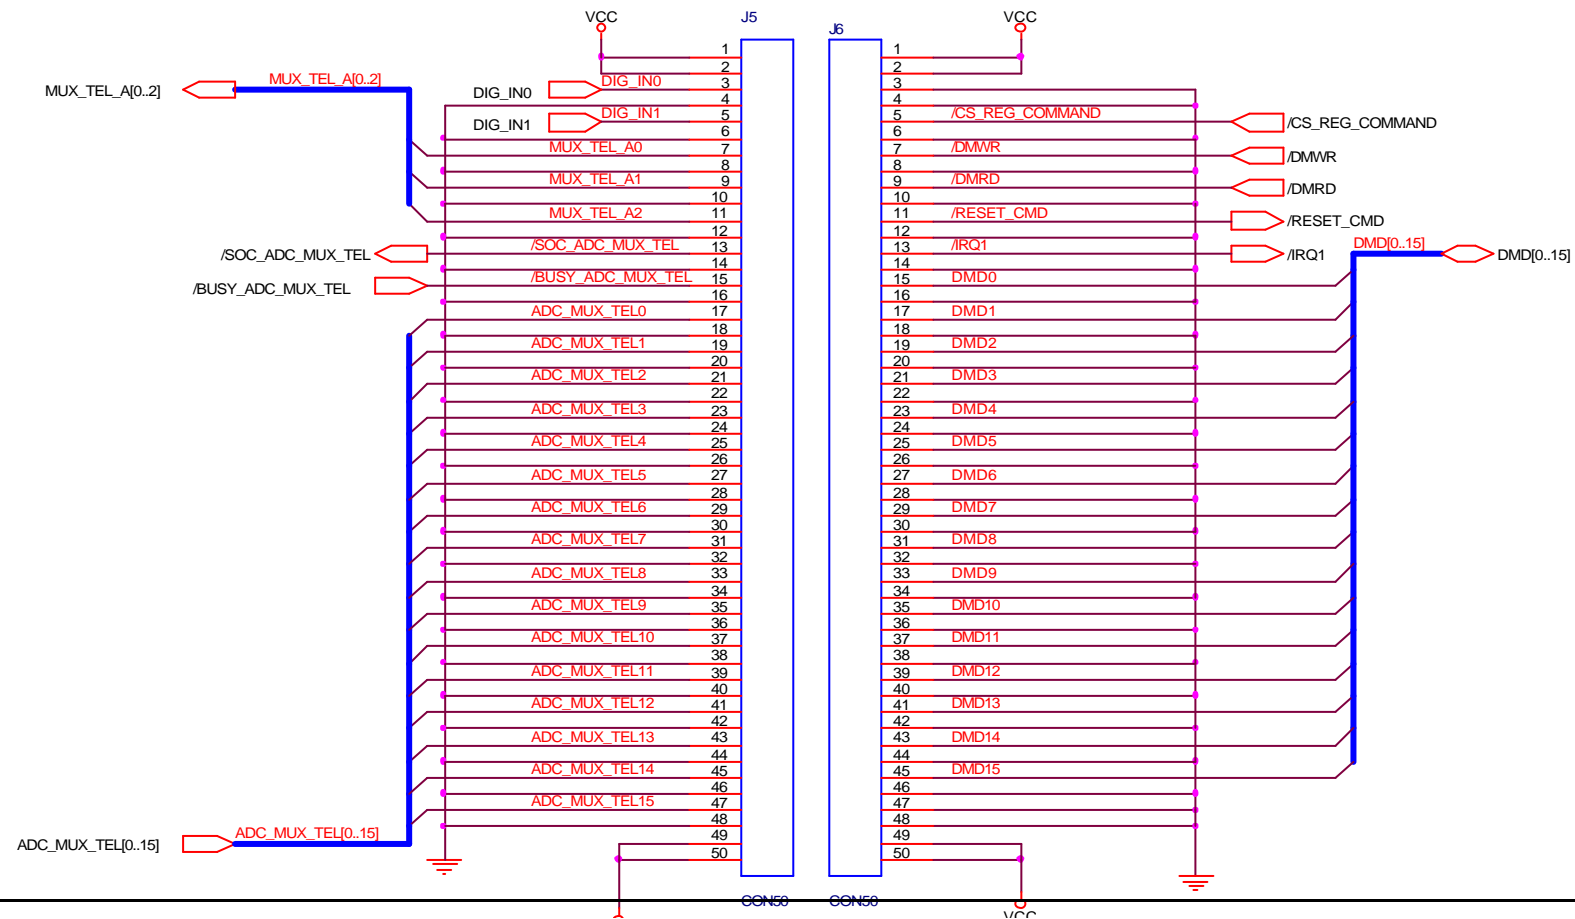 VCC
J5
J6
VCC
MUX_TEL_A[0..2]
MUX_TEL_A[0..2]
DIG_IN0
DIG_IN0
DIG_IN1
DIG_IN1
MUX_TEL_A0
MUX_TEL_A1
MUX_TEL_A2
/SOC_ADC_MUX_TEL
/SOC_ADC_MUX_TEL
/BUSY_ADC_MUX_TEL
/BUSY_ADC_MUX_TEL
ADC_MUX_TEL0
ADC_MUX_TEL1
ADC_MUX_TEL2
ADC_MUX_TEL3
ADC_MUX_TEL4
ADC_MUX_TEL5
ADC_MUX_TEL6
ADC_MUX_TEL7
ADC_MUX_TEL8
ADC_MUX_TEL9
ADC_MUX_TEL10
ADC_MUX_TEL11
ADC_MUX_TEL12
ADC_MUX_TEL13
ADC_MUX_TEL14
ADC_MUX_TEL15
ADC_MUX_TEL[0..15]
ADC_MUX_TEL[0..15]
1
2
3
4
5
6
7
8
9
10
11
12
13
14
15
16
17
18
19
20
21
22
23
24
25
26
27
28
29
30
31
32
33
34
35
36
37
38
39
40
41
42
43
44
45
46
47
48
49
50
CON50
1
2
3
4
5
6
7
8
9
10
11
12
13
14
15
16
17
18
19
20
21
22
23
24
25
26
27
28
29
30
31
32
33
34
35
36
37
38
39
40
41
42
43
44
45
46
47
48
49
50
CON50
/CS_REG_COMMAND
/CS_REG_COMMAND
/DMWR
/DMWR
/DMRD
/DMRD
/RESET_CMD
/RESET_CMD
/IRQ1
/IRQ1
DMD[0..15]
DMD[0..15]
DMD0
DMD1
DMD2
DMD3
DMD4
DMD5
DMD6
DMD7
DMD8
DMD9
DMD10
DMD11
DMD12
DMD13
DMD14
DMD15
VCC